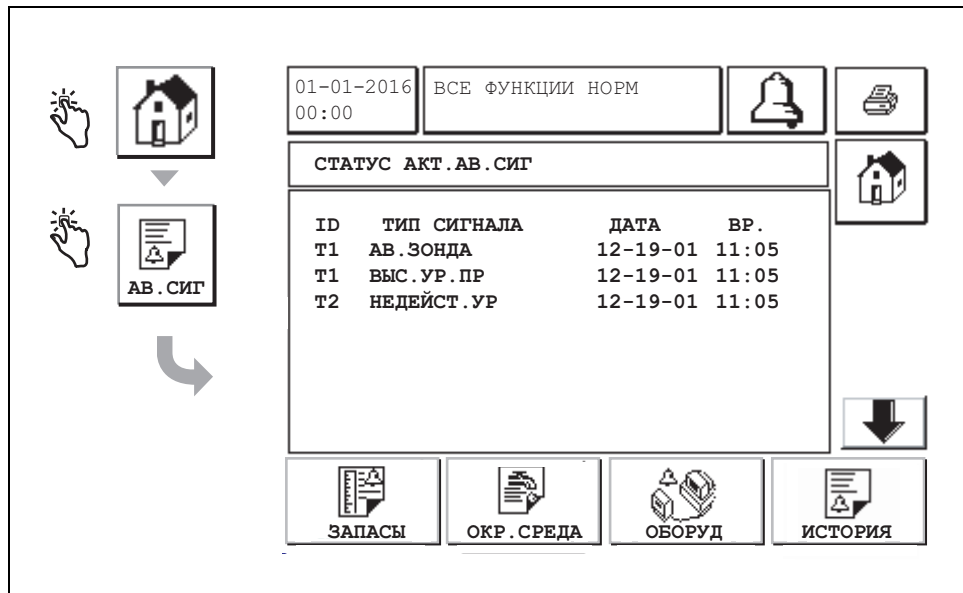 01-01-2016 ВСЕ ФУНКЦИИ НОРМ
00:00
СТАТУС АКТ.АВ.СИГ
ID ТИП СИГНАЛА ДАТА ВР.
T1 АВ.ЗОНДА 12-19-01 11:05
T1 ВЫС.УР.ПР 12-19-01 11:05
T2 НЕДЕЙСТ.УР 12-19-01 11:05
АВ.СИГ
ЗАПАСЫ ОКР.СРЕДА ОБОРУД ИСТОРИЯ